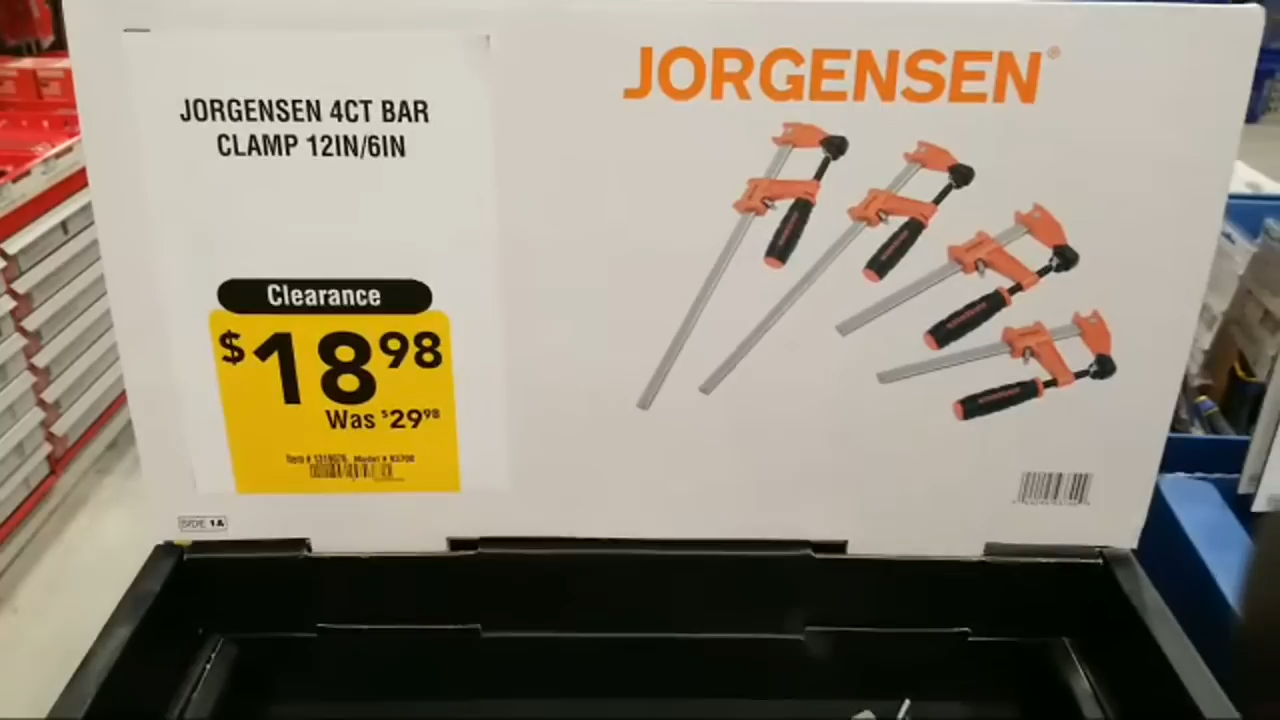 JORGENSEN 4CT BAR
CLAMP 12IN/6IN
Clearance
$18.98
Was $29.98
JORGENSEN®
SIDE 1A